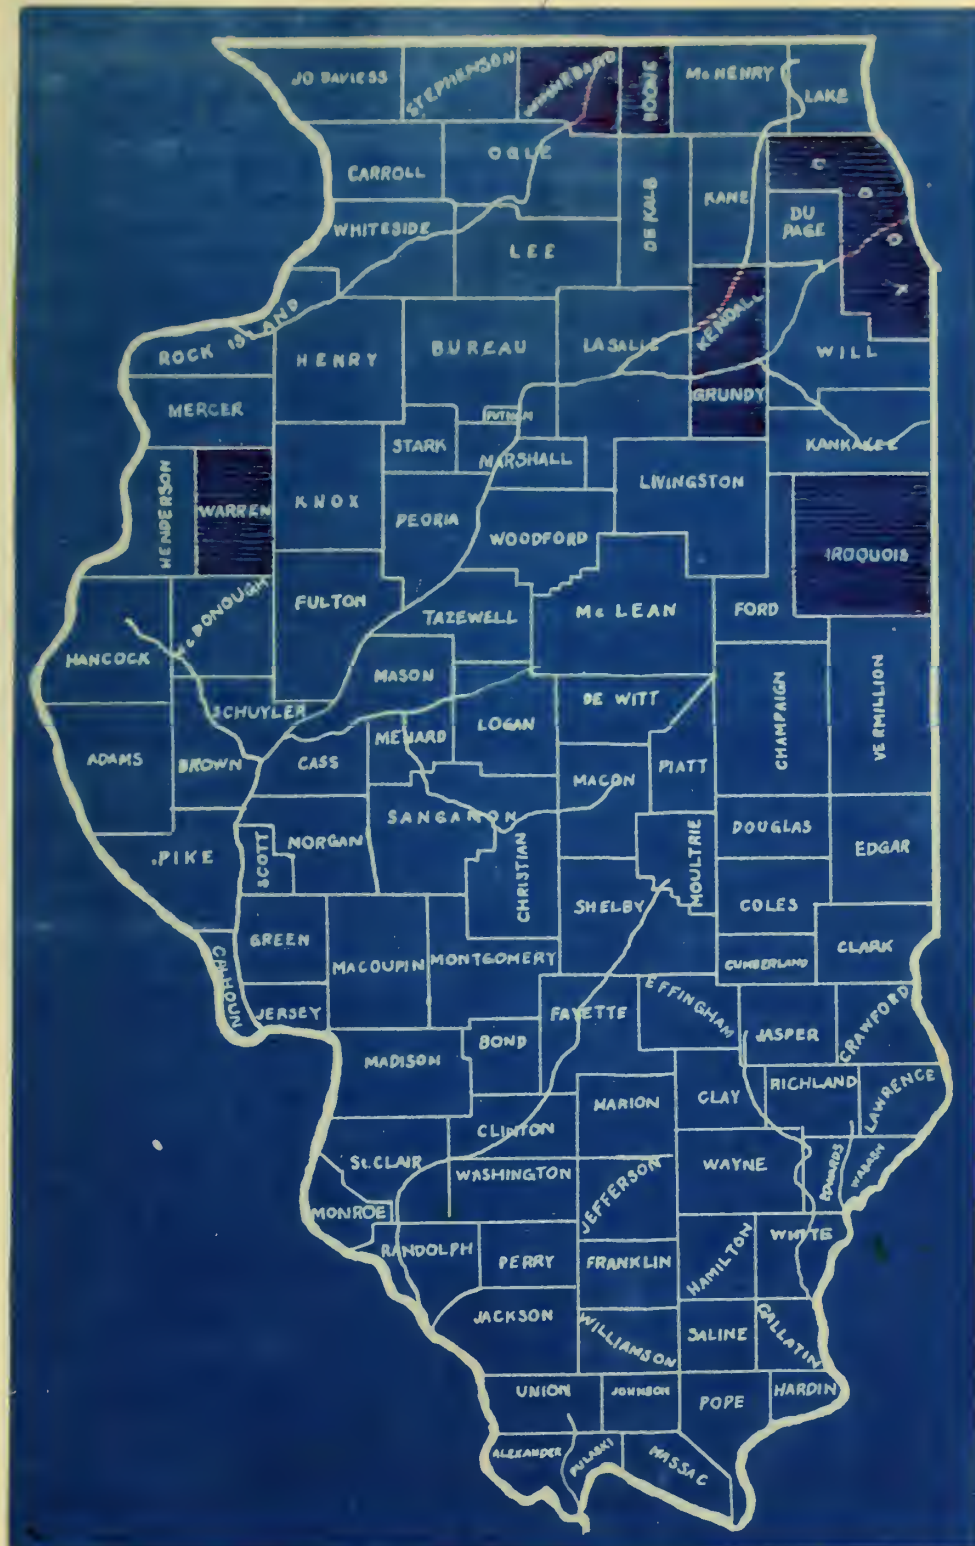 JO DAVIESS
STEPHENSON
WINNEBAGO
BOONE
McHENRY
LAKE
CARROLL
OGLE
DE KALB
KANE
COOK
DU
PAGE
WHITESIDE
LEE
ROCK ISLAND
HENRY
BUREAU
LA SALLE
KENDALL
WILL
GRUNDY
MERCER
PUTNAM
STARK
MARSHALL
KANKAKEE
HENDERSON
WARREN
KNOX
PEORIA
LIVINGSTON
WOODFORD
IROQUOIS
McDONOUGH
FULTON
TAZEWELL
McLEAN
FORD
HANCOCK
MASON
SCHUYLER
LOGAN
DE WITT
CHAMPAIGN
VERMILLION
ADAMS
BROWN
CASS
MENARD
MACON
PIATT
SANGAMON
PIKE
SCOTT
MORGAN
CHRISTIAN
MOULTRIE
DOUGLAS
EDGAR
SHELBY
COLES
GREEN
CALHOUN
MACOUPIN
MONTGOMERY
CUMBERLAND
CLARK
JERSEY
FAYETTE
EFFINGHAM
JASPER
CRAWFORD
MADISON
BOND
MARION
CLAY
RICHLAND
LAWRENCE
CLINTON
St. CLAIR
WASHINGTON
JEFFERSON
WAYNE
EDWARDS
WABASH
MONROE
RANDOLPH
PERRY
FRANKLIN
HAMILTON
WHITE
JACKSON
WILLIAMSON
SALINE
GALLATIN
UNION
JOHNSON
POPE
HARDIN
ALEXANDER
PULASKI
MASSAC